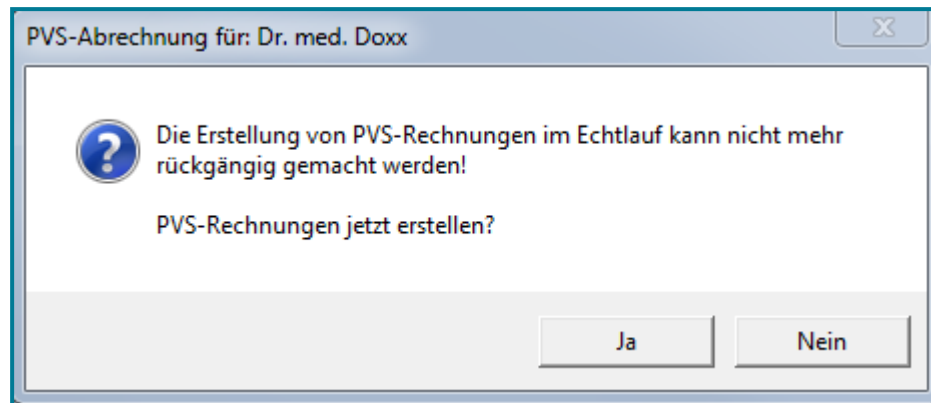 PVS-Abrechnung für: Dr. med. Doxx
Die Erstellung von PVS-Rechnungen im Echtlauf kann nicht mehr
rückgängig gemacht werden!
PVS-Rechnungen jetzt erstellen?
Ja
Nein